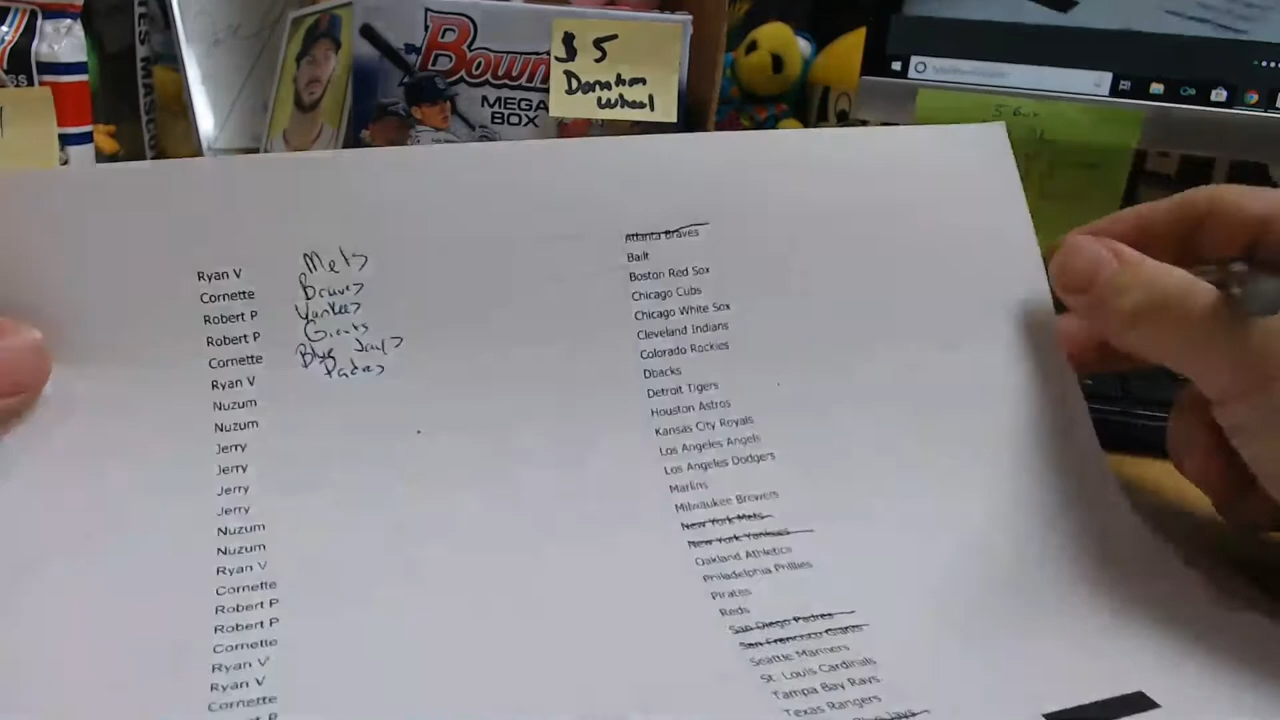 $5
Donation
Wheel
Bown
MEGA
BOX
Ryan V Mets
Cornette Braves
Robert P Yankees
Robert P Giants
Cornette Blue Jays
Ryan V Padres
Nuzum
Nuzum
Jerry
Jerry
Jerry
Jerry
Nuzum
Nuzum
Ryan V
Cornette
Robert P
Robert P
Cornette
Ryan V
Ryan V
Cornette
Atlanta Braves
Balt
Boston Red Sox
Chicago Cubs
Chicago White Sox
Cleveland Indians
Colorado Rockies
Dbacks
Detroit Tigers
Houston Astros
Kansas City Royals
Los Angeles Angels
Los Angeles Dodgers
Marlins
Milwaukee Brewers
New York Mets
New York Yankees
Oakland Athletics
Philadelphia Phillies
Pirates
Reds
San Diego Padres
San Francisco Giants
Seattle Mariners
St. Louis Cardinals
Tampa Bay Rays
Texas Rangers
Blue Jays